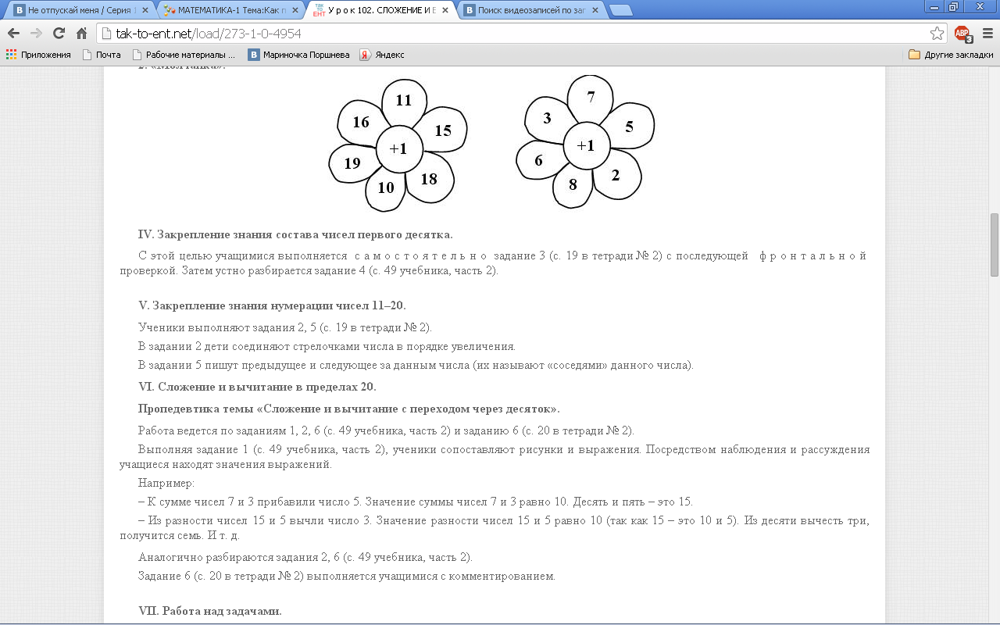 Не отпускай меня / Серия 1
МАТЕМАТИКА-1 Тема:Как п
У р о к 102. СЛОЖЕНИЕ И В
Поиск видеозаписей по зап
tak-to-ent.net/load/273-1-0-4954
ABP
3
Приложения
Почта
Рабочие материалы ...
Мариночка Поршнева
Яндекс
Другие закладки
2. «Молчанка».
11
16
15
+1
19
18
10
7
3
5
+1
6
2
8
IV. Закрепление знания состава чисел первого десятка.
С этой целью учащимися выполняется с а м о с т о я т е л ь н о задание 3 (с. 19 в тетради № 2) с последующей ф р о н т а л ь н о й
проверкой. Затем устно разбирается задание 4 (с. 49 учебника, часть 2).
V. Закрепление знания нумерации чисел 11–20.
Ученики выполняют задания 2, 5 (с. 19 в тетради № 2).
В задании 2 дети соединяют стрелочками числа в порядке увеличения.
В задании 5 пишут предыдущее и следующее за данным числа (их называют «соседями» данного числа).
VI. Сложение и вычитание в пределах 20.
Пропедевтика темы «Сложение и вычитание с переходом через десяток».
Работа ведется по заданиям 1, 2, 6 (с. 49 учебника, часть 2) и заданию 6 (с. 20 в тетради № 2).
Выполняя задание 1 (с. 49 учебника, часть 2), ученики сопоставляют рисунки и выражения. Посредством наблюдения и рассуждения
учащиеся находят значения выражений.
Например:
– К сумме чисел 7 и 3 прибавили число 5. Значение суммы чисел 7 и 3 равно 10. Десять и пять – это 15.
– Из разности чисел 15 и 5 вычли число 3. Значение разности чисел 15 и 5 равно 10 (так как 15 – это 10 и 5). Из десяти вычесть три,
получится семь. И т. д.
Аналогично разбираются задания 2, 6 (с. 49 учебника, часть 2).
Задание 6 (с. 20 в тетради № 2) выполняется учащимися с комментированием.
VII. Работа над задачами.